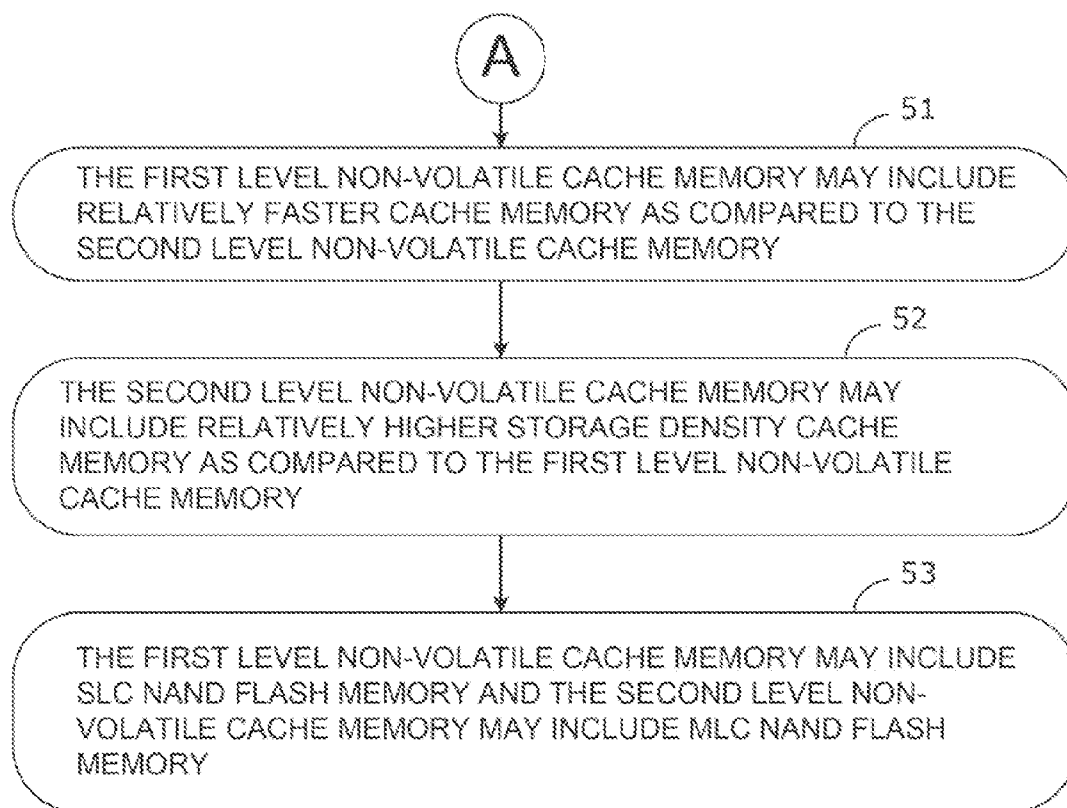 A
51
THE FIRST LEVEL NON-VOLATILE CACHE MEMORY MAY INCLUDE
RELATIVELY FASTER CACHE MEMORY AS COMPARED TO THE
SECOND LEVEL NON-VOLATILE CACHE MEMORY
52
THE SECOND LEVEL NON-VOLATILE CACHE MEMORY MAY
INCLUDE RELATIVELY HIGHER STORAGE DENSITY CACHE
MEMORY AS COMPARED TO THE FIRST LEVEL NON-VOLATILE
CACHE MEMORY
53
THE FIRST LEVEL NON-VOLATILE CACHE MEMORY MAY INCLUDE
SLC NAND FLASH MEMORY AND THE SECOND LEVEL NON-
VOLATILE CACHE MEMORY MAY INCLUDE MLC NAND FLASH
MEMORY